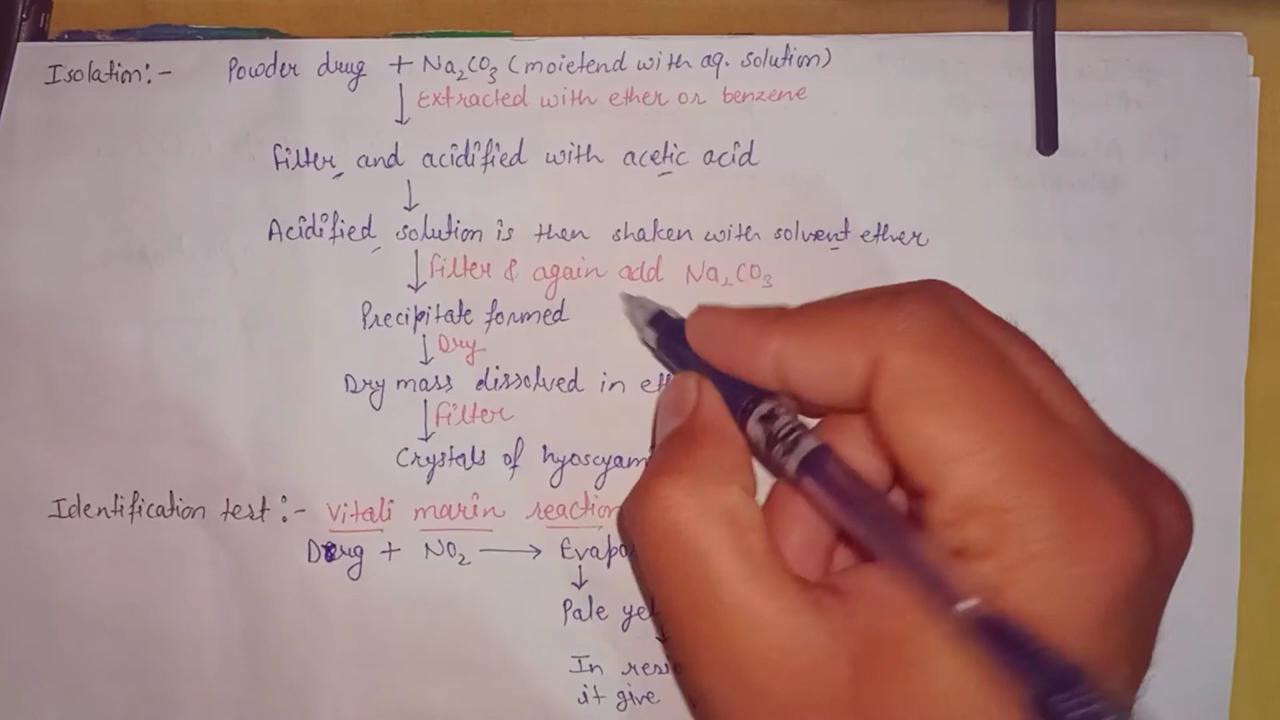 Isolation:- Powder drug + Na₂CO₃ (moietend with aq. solution)
Extracted with ether or benzene
Filter and acidified with acetic acid
Acidified solution is then shaken with solvent ether
Filter & again add Na₂CO₃
Precipitate formed
Dry
Dry mass dissolved in
Filter
Crystals of
Identification test:- Vitali marin reaction
Drug + NO₂ ⟶
Pale
In
it give